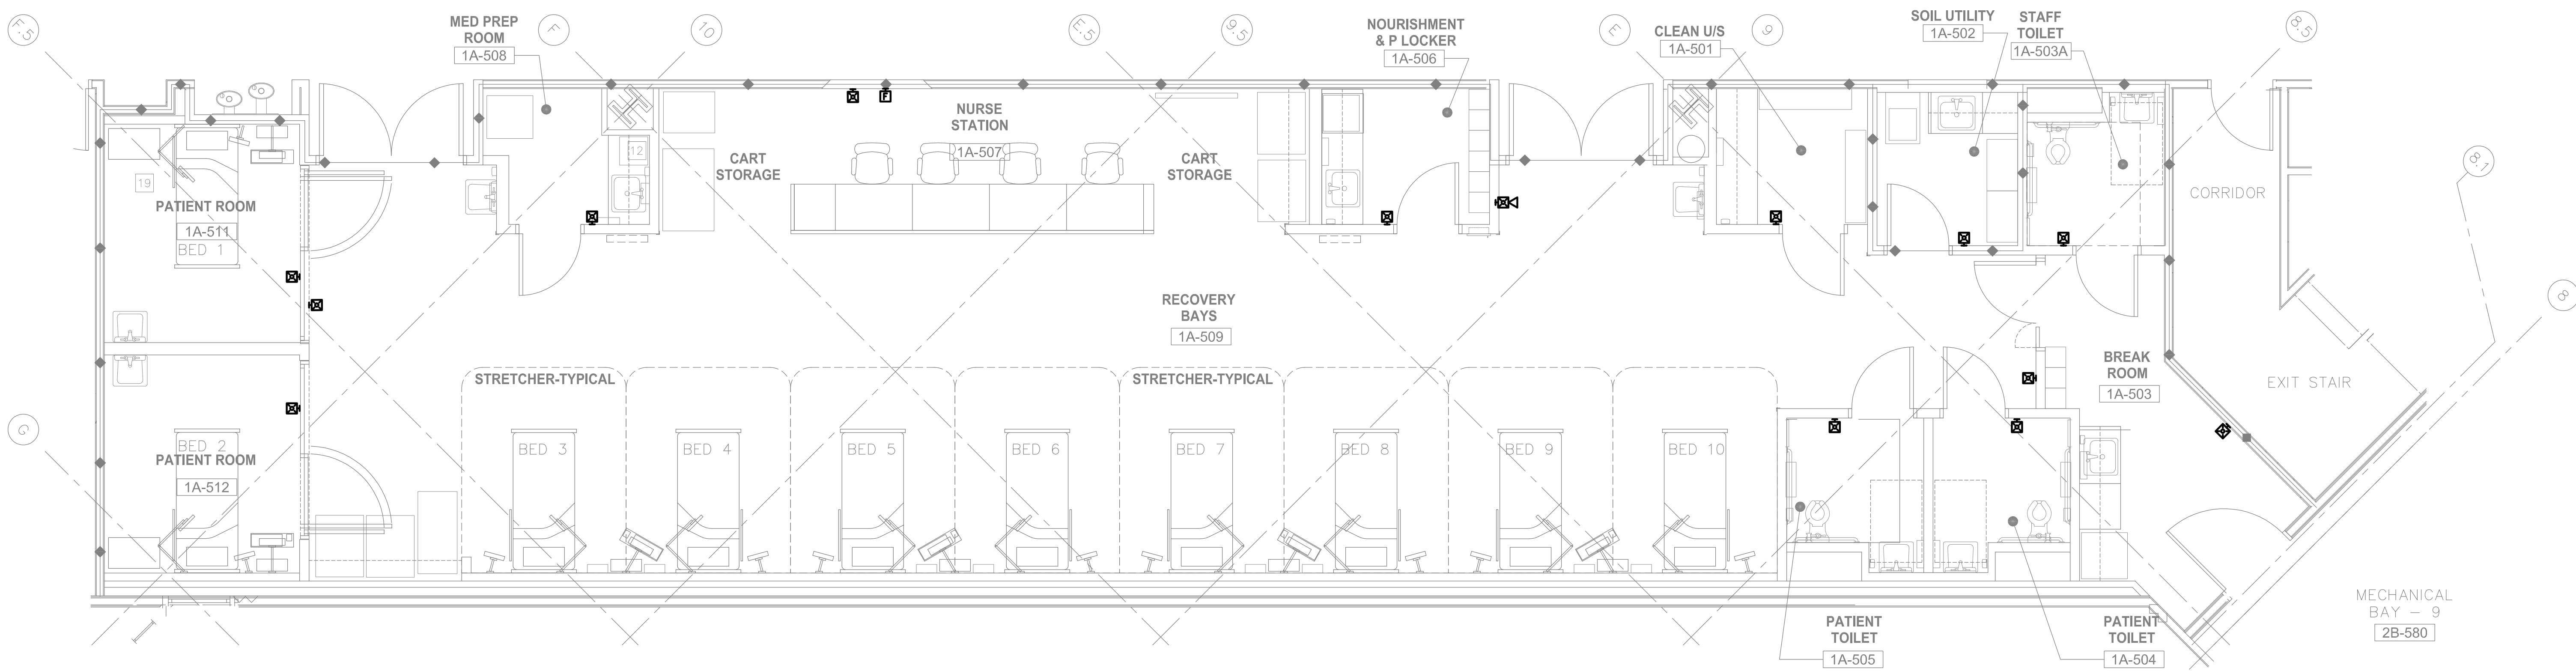 F.5
MED PREP
ROOM
1A-508
F
10
E.5
9.5
NOURISHMENT
& P LOCKER
1A-506
E
CLEAN U/S
1A-501
9
SOIL UTILITY
1A-502
STAFF
TOILET
1A-503A
8.5
F
NURSE
STATION
1A-507
12
CART
STORAGE
CART
STORAGE
19
PATIENT ROOM
1A-511
BED 1
CORRIDOR
8.1
8
RECOVERY
BAYS
1A-509
STRETCHER-TYPICAL
STRETCHER-TYPICAL
BREAK
ROOM
1A-503
EXIT STAIR
G
BED 2
PATIENT ROOM
1A-512
BED 3
BED 4
BED 5
BED 6
BED 7
BED 8
BED 9
BED 10
MECHANICAL
BAY - 9
2B-580
PATIENT
TOILET
1A-505
PATIENT
TOILET
1A-504